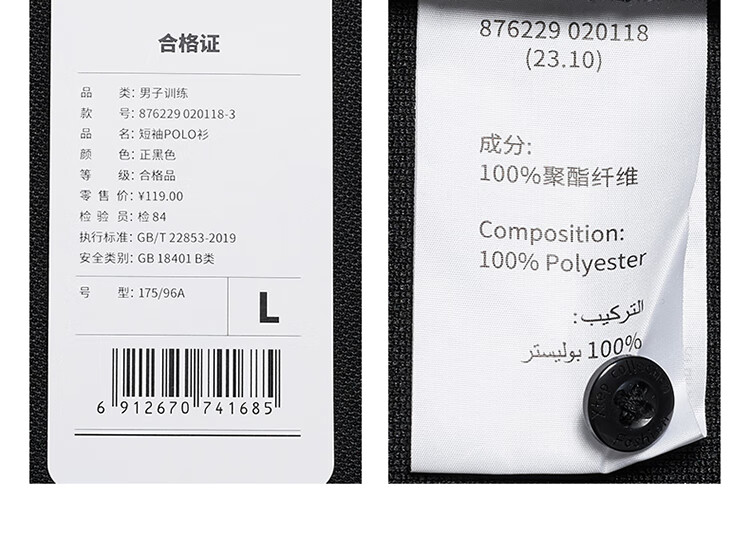 合格证
品 类: 男子训练
款 号: 876229 020118-3
品 名: 短袖POLO衫
颜 色: 正黑色
等 级: 合格品
零 售 价: ¥119.00
检 验 员: 检 84
执行标准: GB/T 22853-2019
安全类别: GB 18401 B类
号 型: 175/96A
L
6 912670 741685
876229 020118
(23.10)
成分:
100%聚酯纤维
Composition:
100% Polyester
التركيب:
100% بوليستر